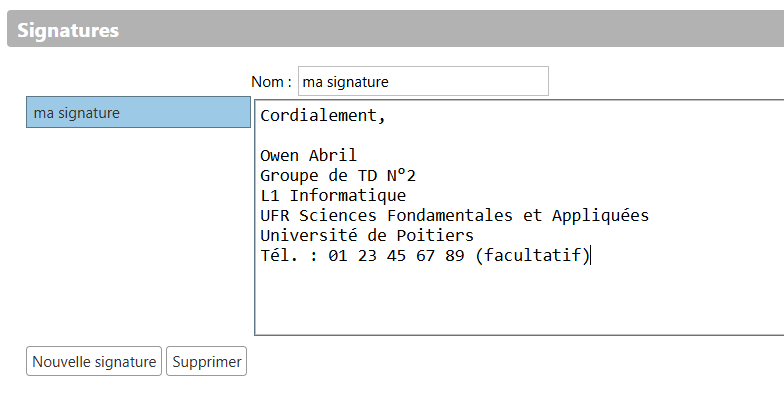 Signatures
Nom : ma signature
ma signature
Cordialement,
Owen Abril
Groupe de TD N°2
L1 Informatique
UFR Sciences Fondamentales et Appliquées
Université de Poitiers
Tél. : 01 23 45 67 89 (facultatif)
Nouvelle signature Supprimer